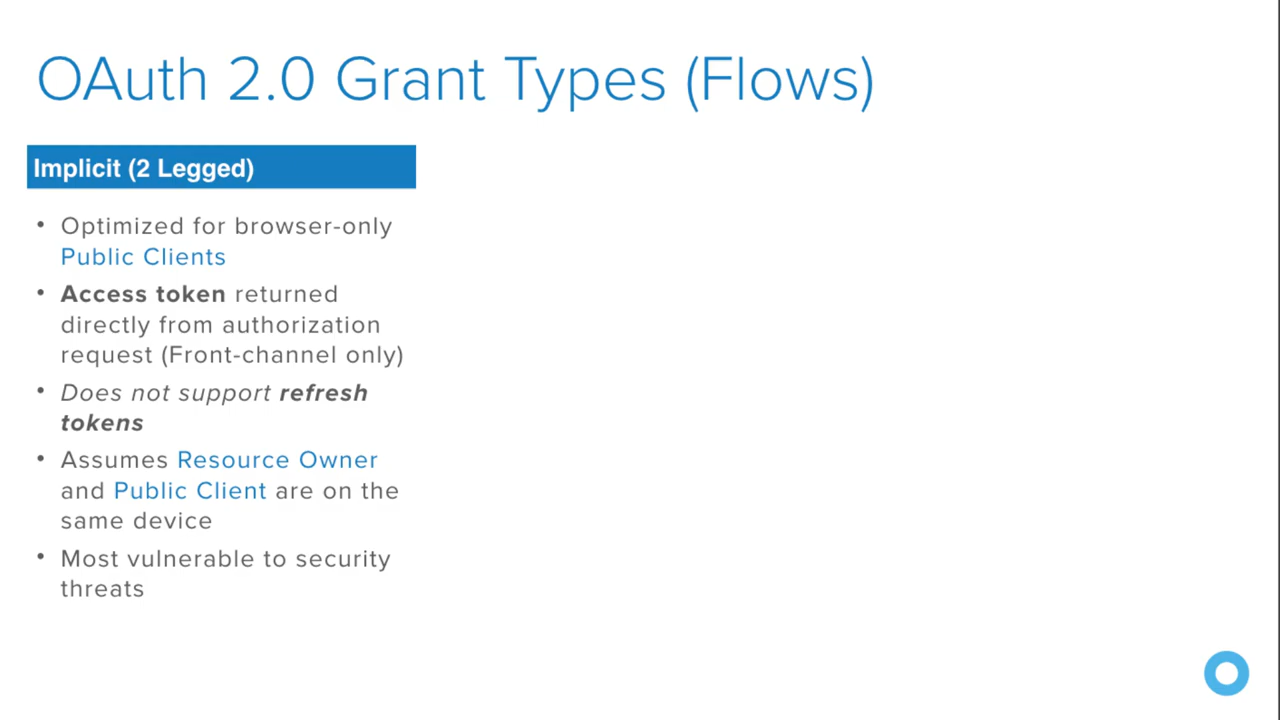 OAuth 2.0 Grant Types (Flows)
Implicit (2 Legged)
• Optimized for browser-only
Public Clients
• Access token returned
directly from authorization
request (Front-channel only)
• Does not support refresh
tokens
• Assumes Resource Owner
and Public Client are on the
same device
• Most vulnerable to security
threats